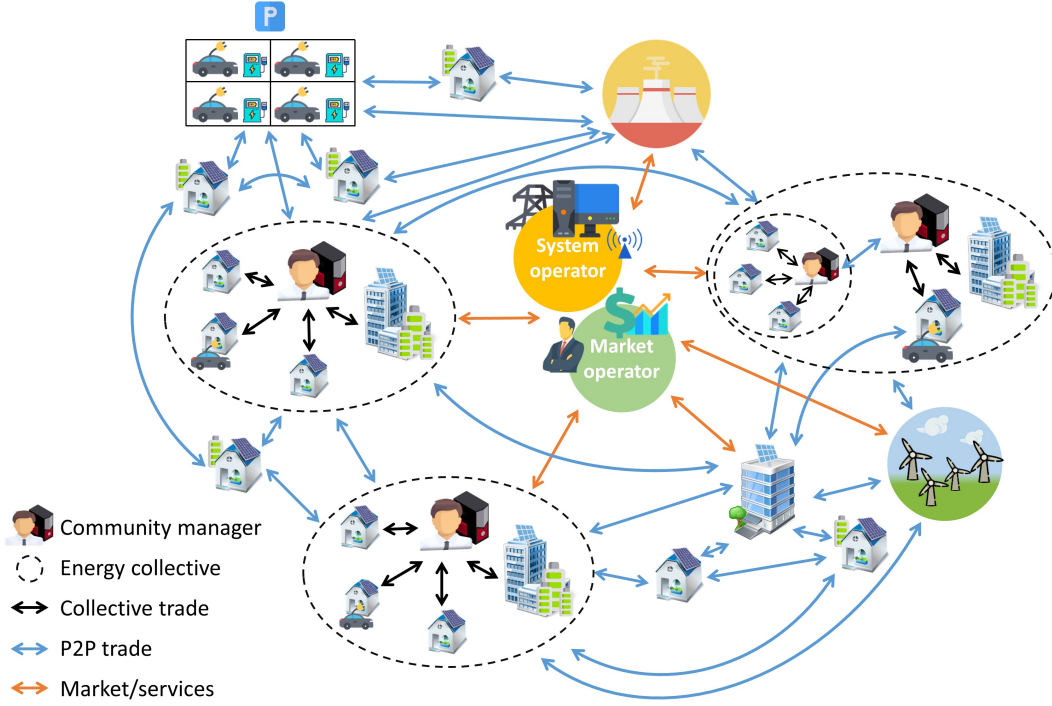 P
System
operator
Market
operator
Community manager
Energy collective
Collective trade
P2P trade
Market/services